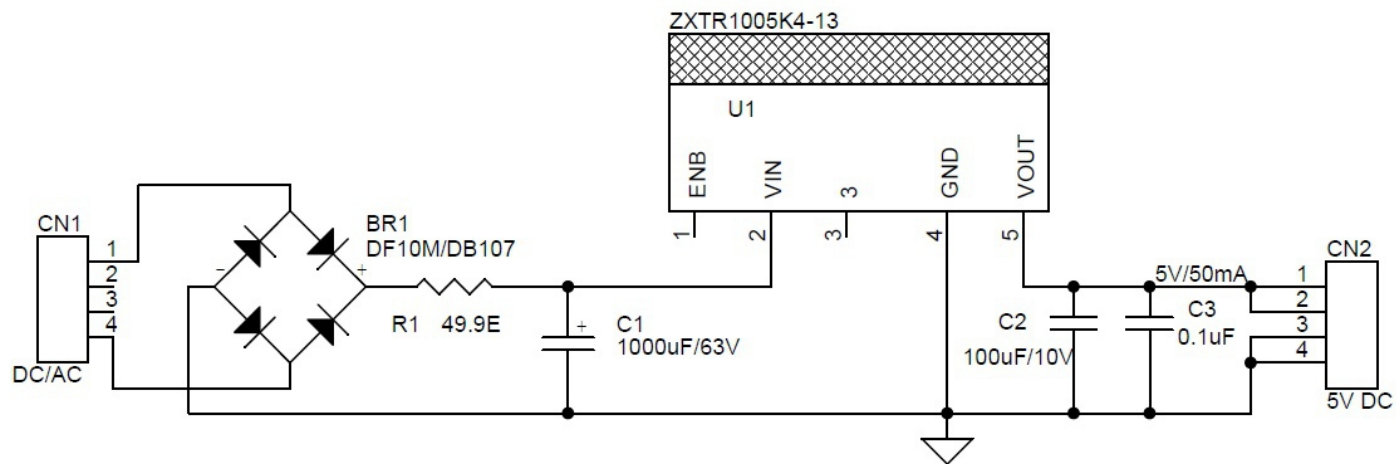 ZXTR1005K4-13
U1
ENB
VIN
3
GND
VOUT
1
2
3
4
5
CN1
1
2
3
4
DC/AC
BR1
DF10M/DB107
-
+
R1 49.9E
+
C1
1000uF/63V
5V/50mA
C2
100uF/10V
C3
0.1uF
CN2
1
2
3
4
5V DC